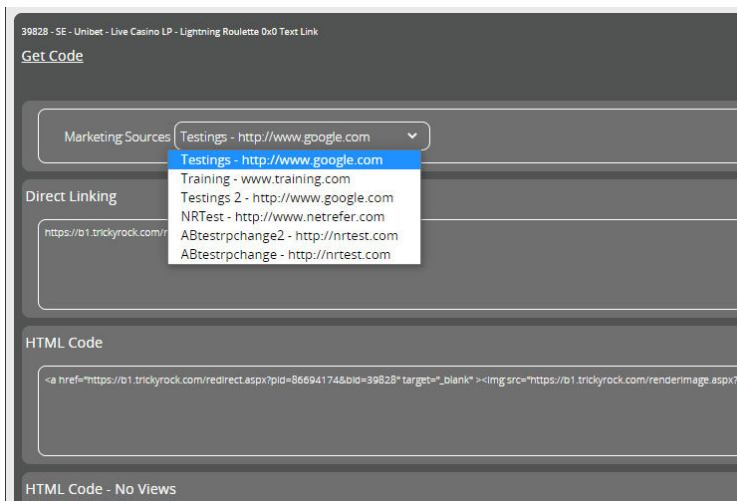 39828 - SE - Unibet - Live Casino LP - Lightning Roulette 0x0 Text Link
Get Code
Marketing Sources Testings - http://www.google.com
Testings - http://www.google.com
Training - www.training.com
Testings 2 - http://www.google.com
NRTest - http://www.netrefer.com
ABtestrpchange2 - http://nrtest.com
ABtestrpchange - http://nrtest.com
Direct Linking
https://b1.trickyrock.com/r
HTML Code
<a href="https://b1.trickyrock.com/redirect.aspx?pid=86694174&bid=39828" target="_blank" ><img src="https://b1.trickyrock.com/renderimage.aspx?
HTML Code - No Views